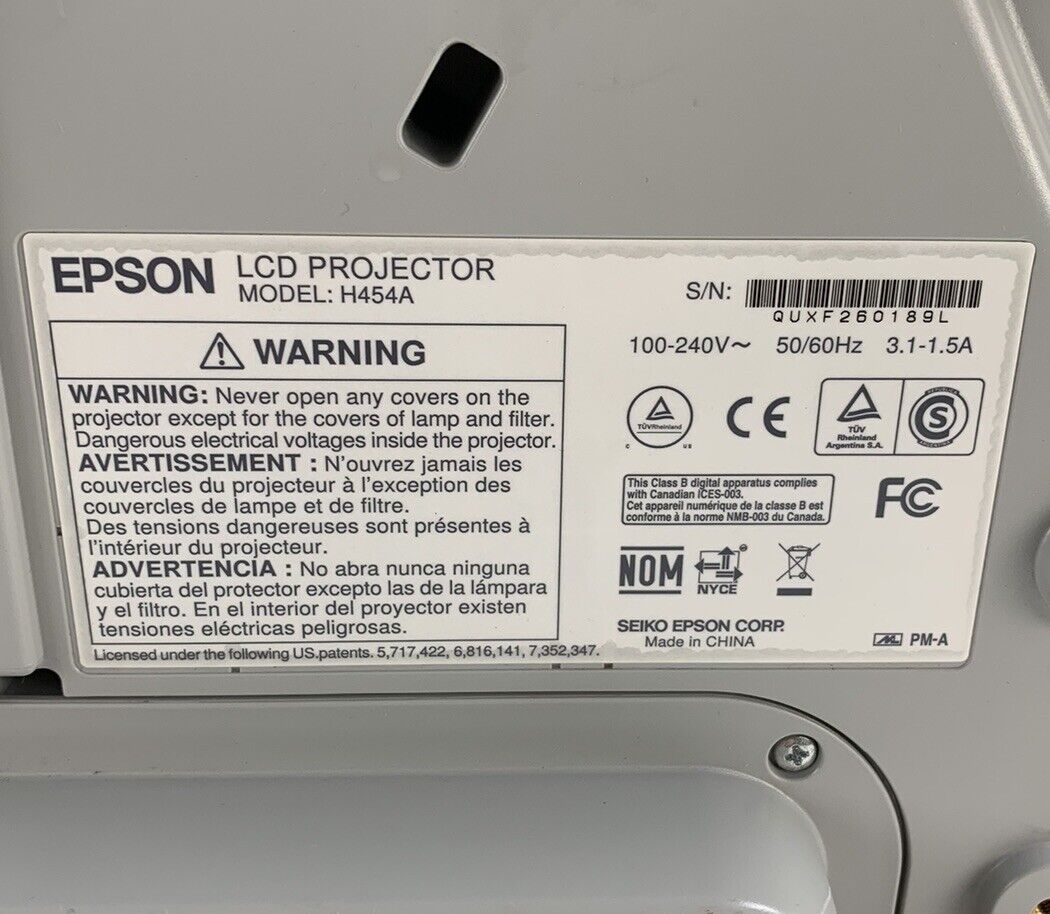 EPSON LCD PROJECTOR
MODEL: H454A
S/N:
QUXF260189L
100-240V~ 50/60Hz 3.1-1.5A
WARNING
WARNING: Never open any covers on the
projector except for the covers of lamp and filter.
Dangerous electrical voltages inside the projector.
AVERTISSEMENT : N'ouvrez jamais les
couvercles du projecteur à l'exception des
couvercles de lampe et de filtre.
Des tensions dangereuses sont présentes à
l'intérieur du projecteur.
ADVERTENCIA : No abra nunca ninguna
cubierta del protector excepto las de la lámpara
y el filtro. En el interior del proyector existen
tensiones eléctricas peligrosas.
Licensed under the following US.patents. 5,717,422, 6,816,141, 7,352,347.
TÜVRheinland
C US
CE
TÜV
Rheinland
Argentina S.A.
REPUBLICA
S
ARGENTINA
This Class B digital apparatus complies
with Canadian ICES-003.
Cet appareil numérique de la classe B est
conforme à la norme NMB-003 du Canada.
FC
NOM
NYCE
SEIKO EPSON CORP.
Made in CHINA
PM-A